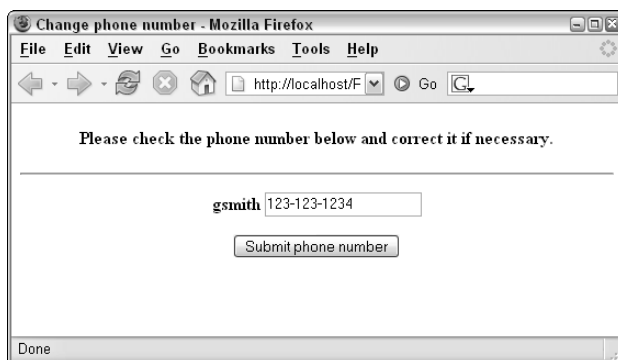 Change phone number - Mozilla Firefox
File Edit View Go Bookmarks Tools Help
http://localhost/F Go G
Please check the phone number below and correct it if necessary.
gsmith 123-123-1234
Submit phone number
Done